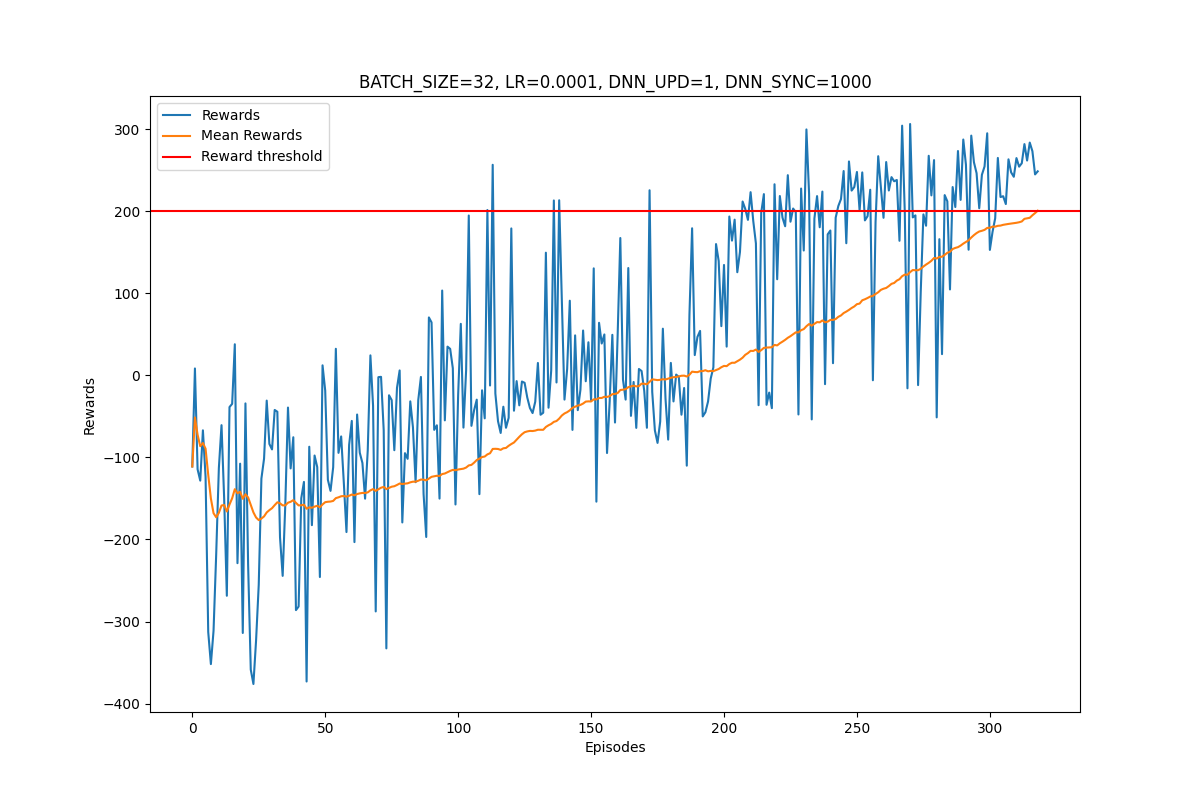 BATCH_SIZE=32, LR=0.0001, DNN_UPD=1, DNN_SYNC=1000
Rewards
Mean Rewards
Reward threshold
300
200
100
0
−100
−200
−300
−400
Rewards
0 50 100 150 200 250 300
Episodes